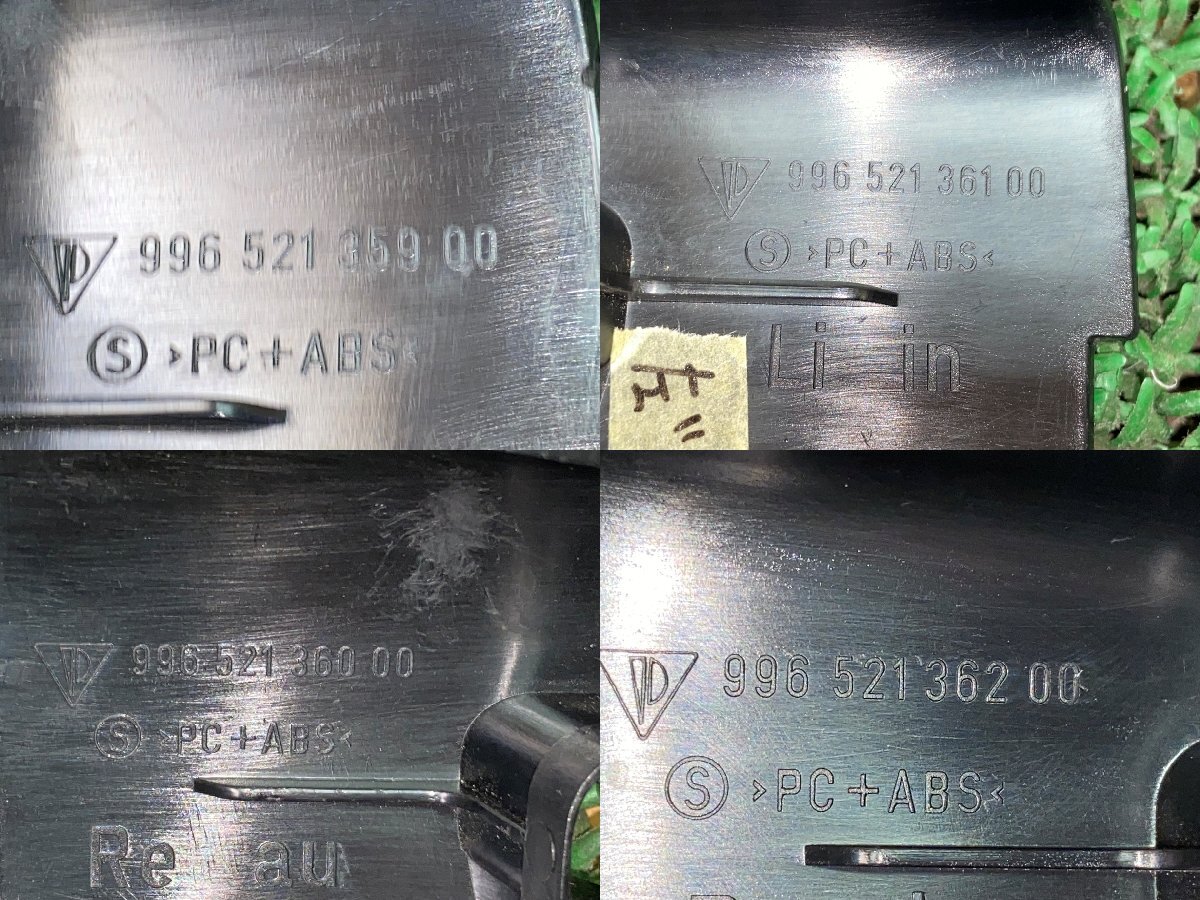 996 521 359 00
Ⓢ >PC+ABS<
996 521 361 00
Ⓢ >PC+ABS<
Li in
996 521 360 00
Ⓢ >PC+ABS<
Re au
996 521 362 00
Ⓢ >PC+ABS<